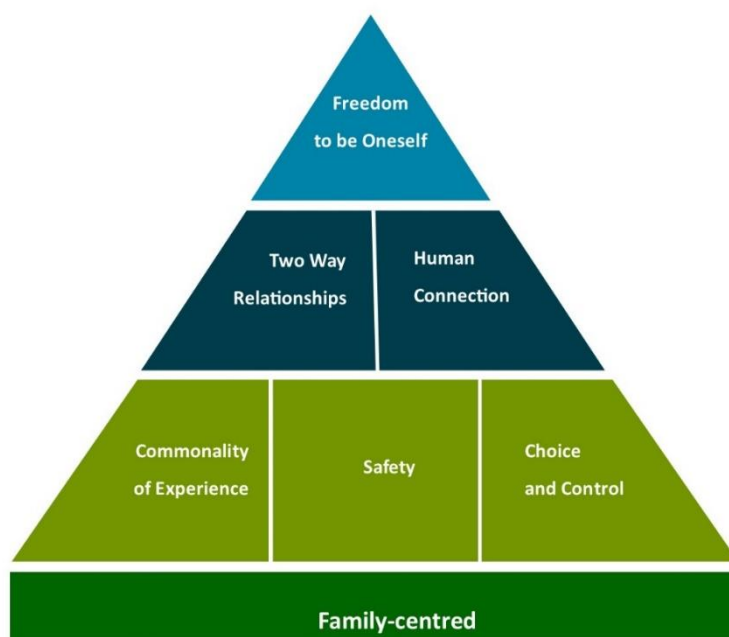 Freedom
to be Oneself
Two Way
Relationships
Human
Connection
Commonality
of Experience
Safety
Choice
and Control
Family-centred